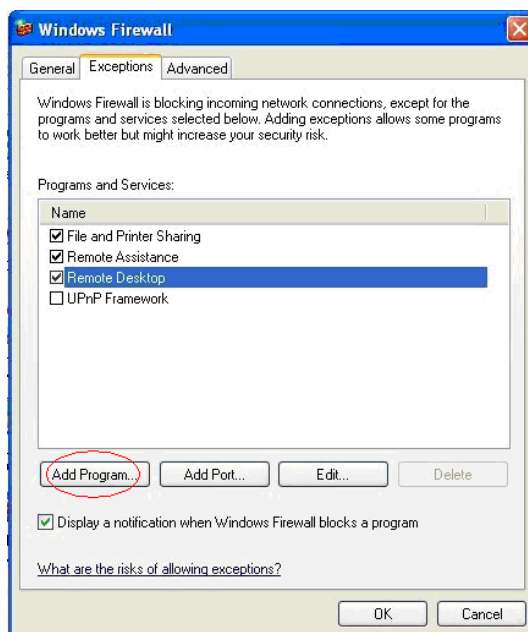 Windows Firewall
General Exceptions Advanced
Windows Firewall is blocking incoming network connections, except for the
programs and services selected below. Adding exceptions allows some programs
to work better but might increase your security risk.
Programs and Services:
Name
File and Printer Sharing
Remote Assistance
Remote Desktop
UPnP Framework
Add Program... Add Port... Edit... Delete
Display a notification when Windows Firewall blocks a program
What are the risks of allowing exceptions?
OK Cancel